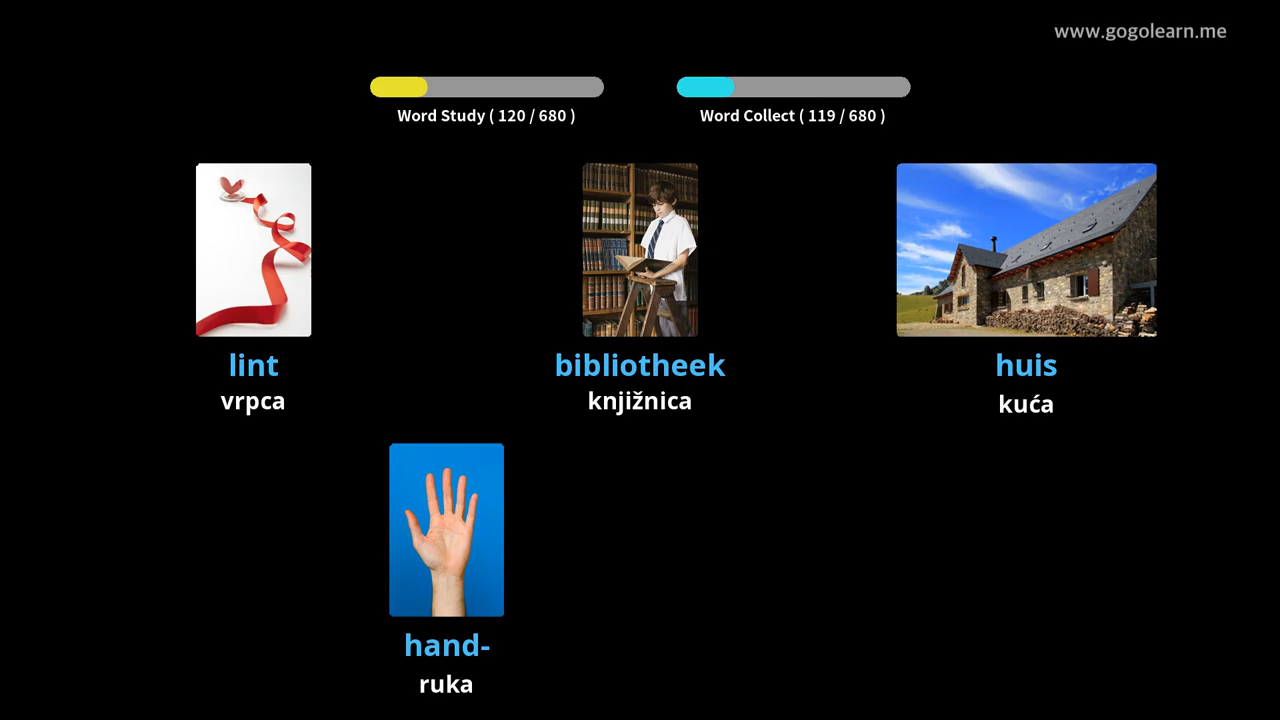 www.gogolearn.me
Word Study ( 120 / 680 )
Word Collect ( 119 / 680 )
lint
vrpca
bibliotheek
knjižnica
huis
kuća
hand-
ruka